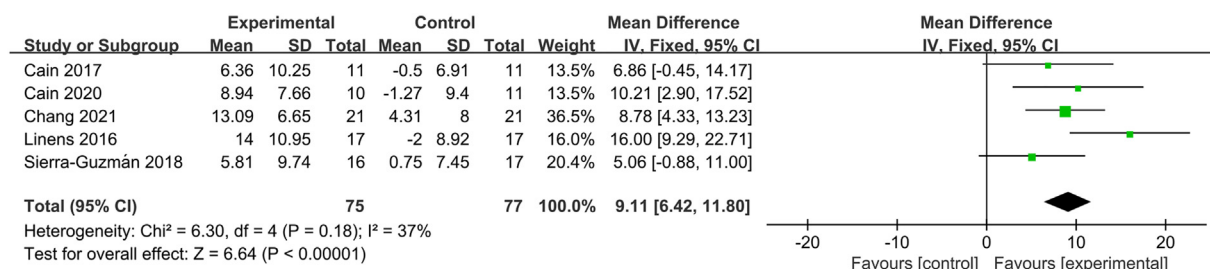 Experimental Control Mean Difference Mean Difference
Study or Subgroup Mean SD Total Mean SD Total Weight IV, Fixed, 95% CI IV, Fixed, 95% CI
Cain 2017 6.36 10.25 11 -0.5 6.91 11 13.5% 6.86 [-0.45, 14.17]
Cain 2020 8.94 7.66 10 -1.27 9.4 11 13.5% 10.21 [2.90, 17.52]
Chang 2021 13.09 6.65 21 4.31 8 21 36.5% 8.78 [4.33, 13.23]
Linens 2016 14 10.95 17 -2 8.92 17 16.0% 16.00 [9.29, 22.71]
Sierra-Guzmán 2018 5.81 9.74 16 0.75 7.45 17 20.4% 5.06 [-0.88, 11.00]
Total (95% CI) 75 77 100.0% 9.11 [6.42, 11.80]
Heterogeneity: Chi² = 6.30, df = 4 (P = 0.18); I² = 37%
Test for overall effect: Z = 6.64 (P < 0.00001)
-20 -10 0 10 20
Favours [control] Favours [experimental]